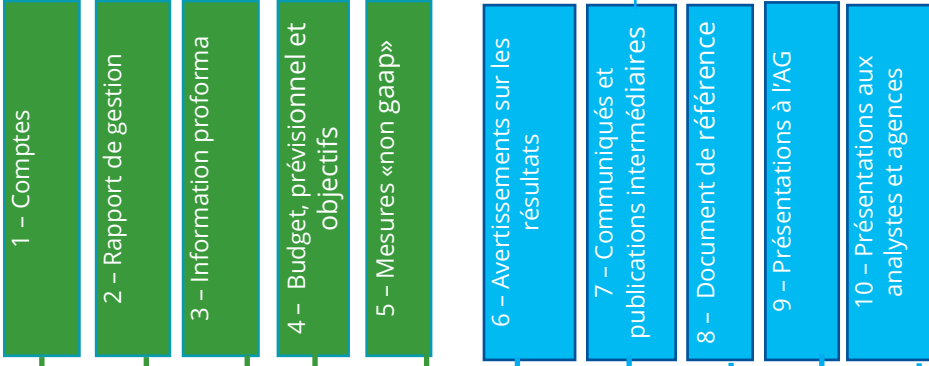 1 – Comptes
2 – Rapport de gestion
3 – Information proforma
4 – Budget, prévisionnel et
objectifs
5 – Mesures «non gaap»
6 – Avertissements sur les
résultats
7 – Communiqués et
publications intermédiaires
8 – Document de référence
9 – Présentations à l’AG
10 – Présentations aux
analystes et agences